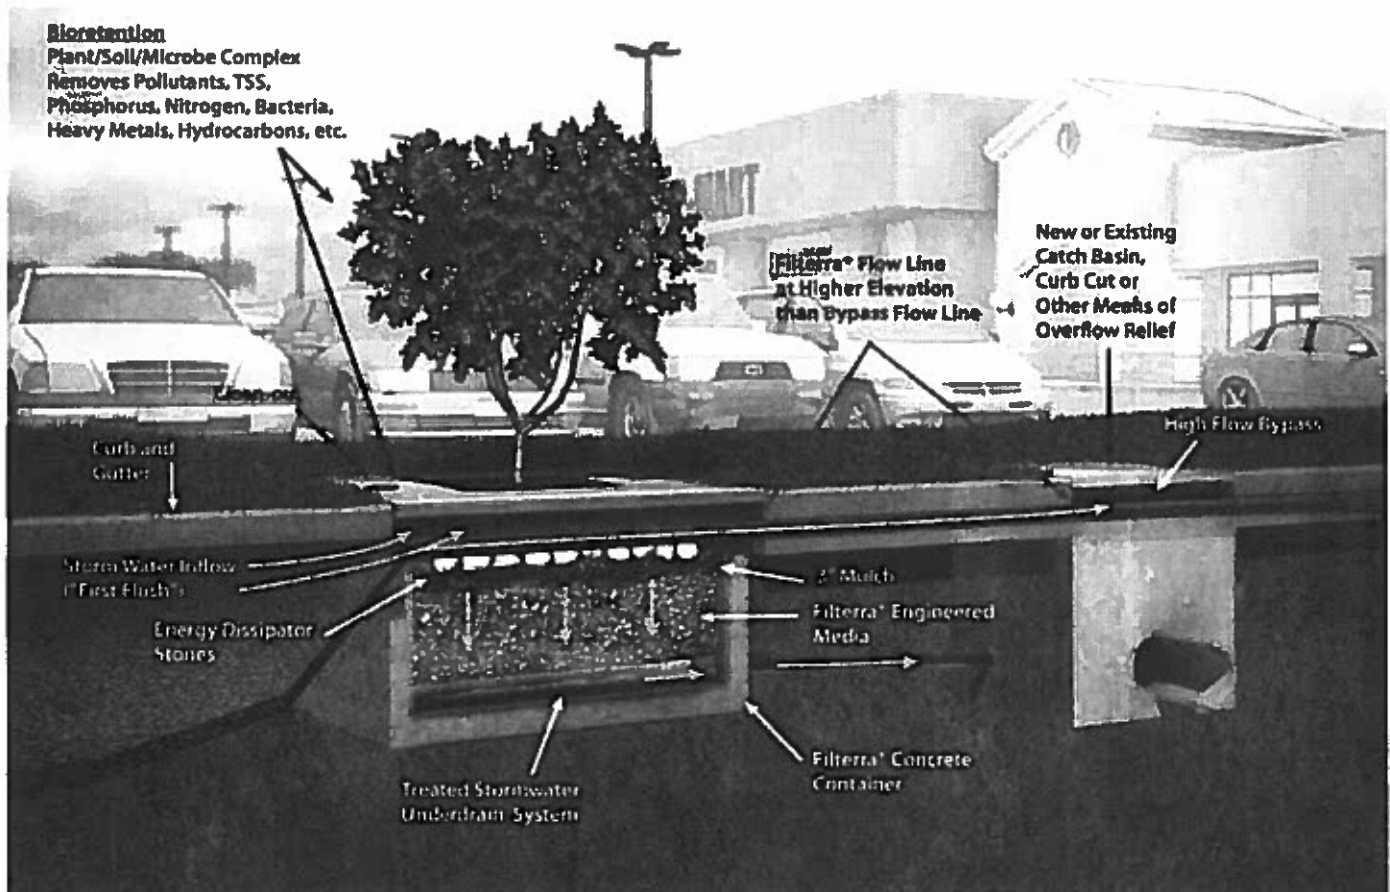 Bioretention
Plant/Soil/Microbe Complex
Removes Pollutants, TSS,
Phosphorus, Nitrogen, Bacteria,
Heavy Metals, Hydrocarbons, etc.
Filterra® Flow Line
at Higher Elevation
than Bypass Flow Line
New or Existing
Catch Basin,
Curb Cut or
Other Means of
Overflow Relief
Clean-out
Curb and
Gutter
High Flow Bypass
Storm Water Inflow
("First Flush")
Energy Dissipator
Stones
2" Mulch
Filterra® Engineered
Media
Filterra® Concrete
Container
Treated Stormwater
Underdrain System